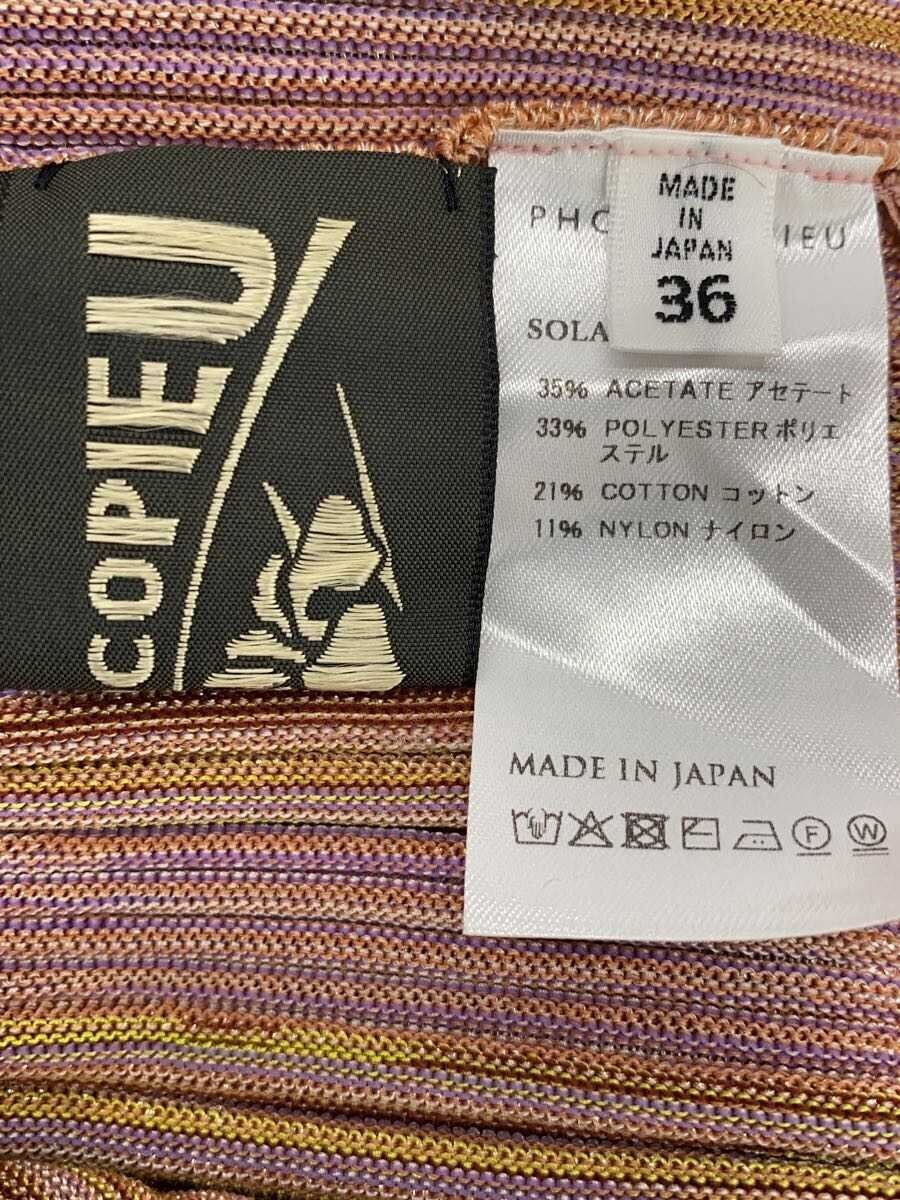 COPIEU
MADE
IN
JAPAN
36
PHO IEU
SOLA
35% ACETATE アセテート
33% POLYESTER ポリエ
ステル
21% COTTON コットン
11% NYLON ナイロン
MADE IN JAPAN
F W